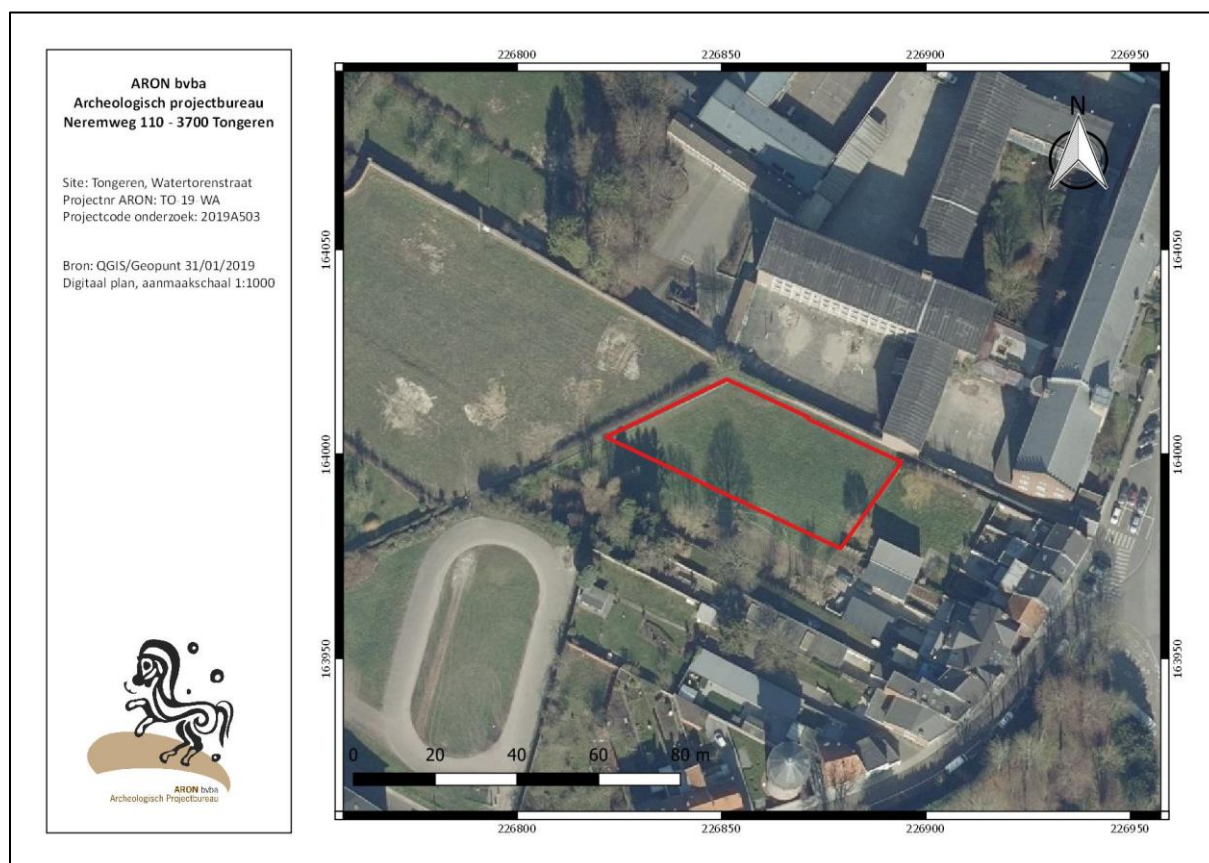 ARON bvba
Archeologisch projectbureau
Neremweg 110 - 3700 Tongeren
Site: Tongeren, Watertorenstraat
Projectnr ARON: TO-19-WA
Projectcode onderzoek: 2019A503
Bron: QGIS/Geopunt 31/01/2019
Digitaal plan, aanmaakschaal 1:1000
ARON bvba
Archeologisch Projectbureau
226800
226850
226900
226950
N
164050
164000
163950
164050
164000
163950
0
20
40
60
80 m
226800
226850
226900
226950